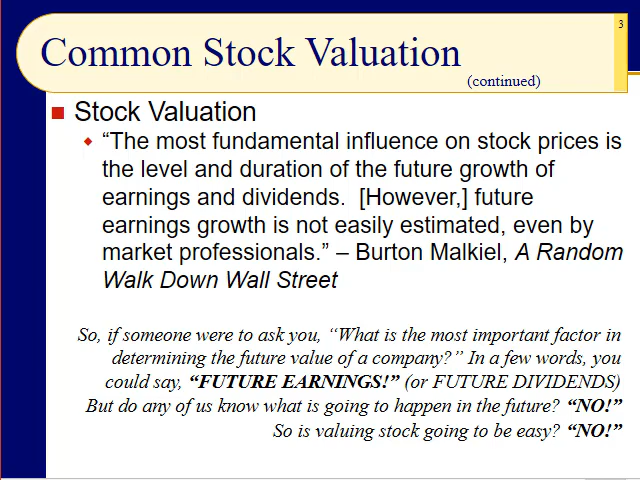 3
Common Stock Valuation
(continued)
Stock Valuation
“The most fundamental influence on stock prices is
the level and duration of the future growth of
earnings and dividends. [However,] future
earnings growth is not easily estimated, even by
market professionals.” – Burton Malkiel, A Random
Walk Down Wall Street
So, if someone were to ask you, “What is the most important factor in
determining the future value of a company?” In a few words, you
could say, “FUTURE EARNINGS!” (or FUTURE DIVIDENDS)
But do any of us know what is going to happen in the future? “NO!”
So is valuing stock going to be easy? “NO!”